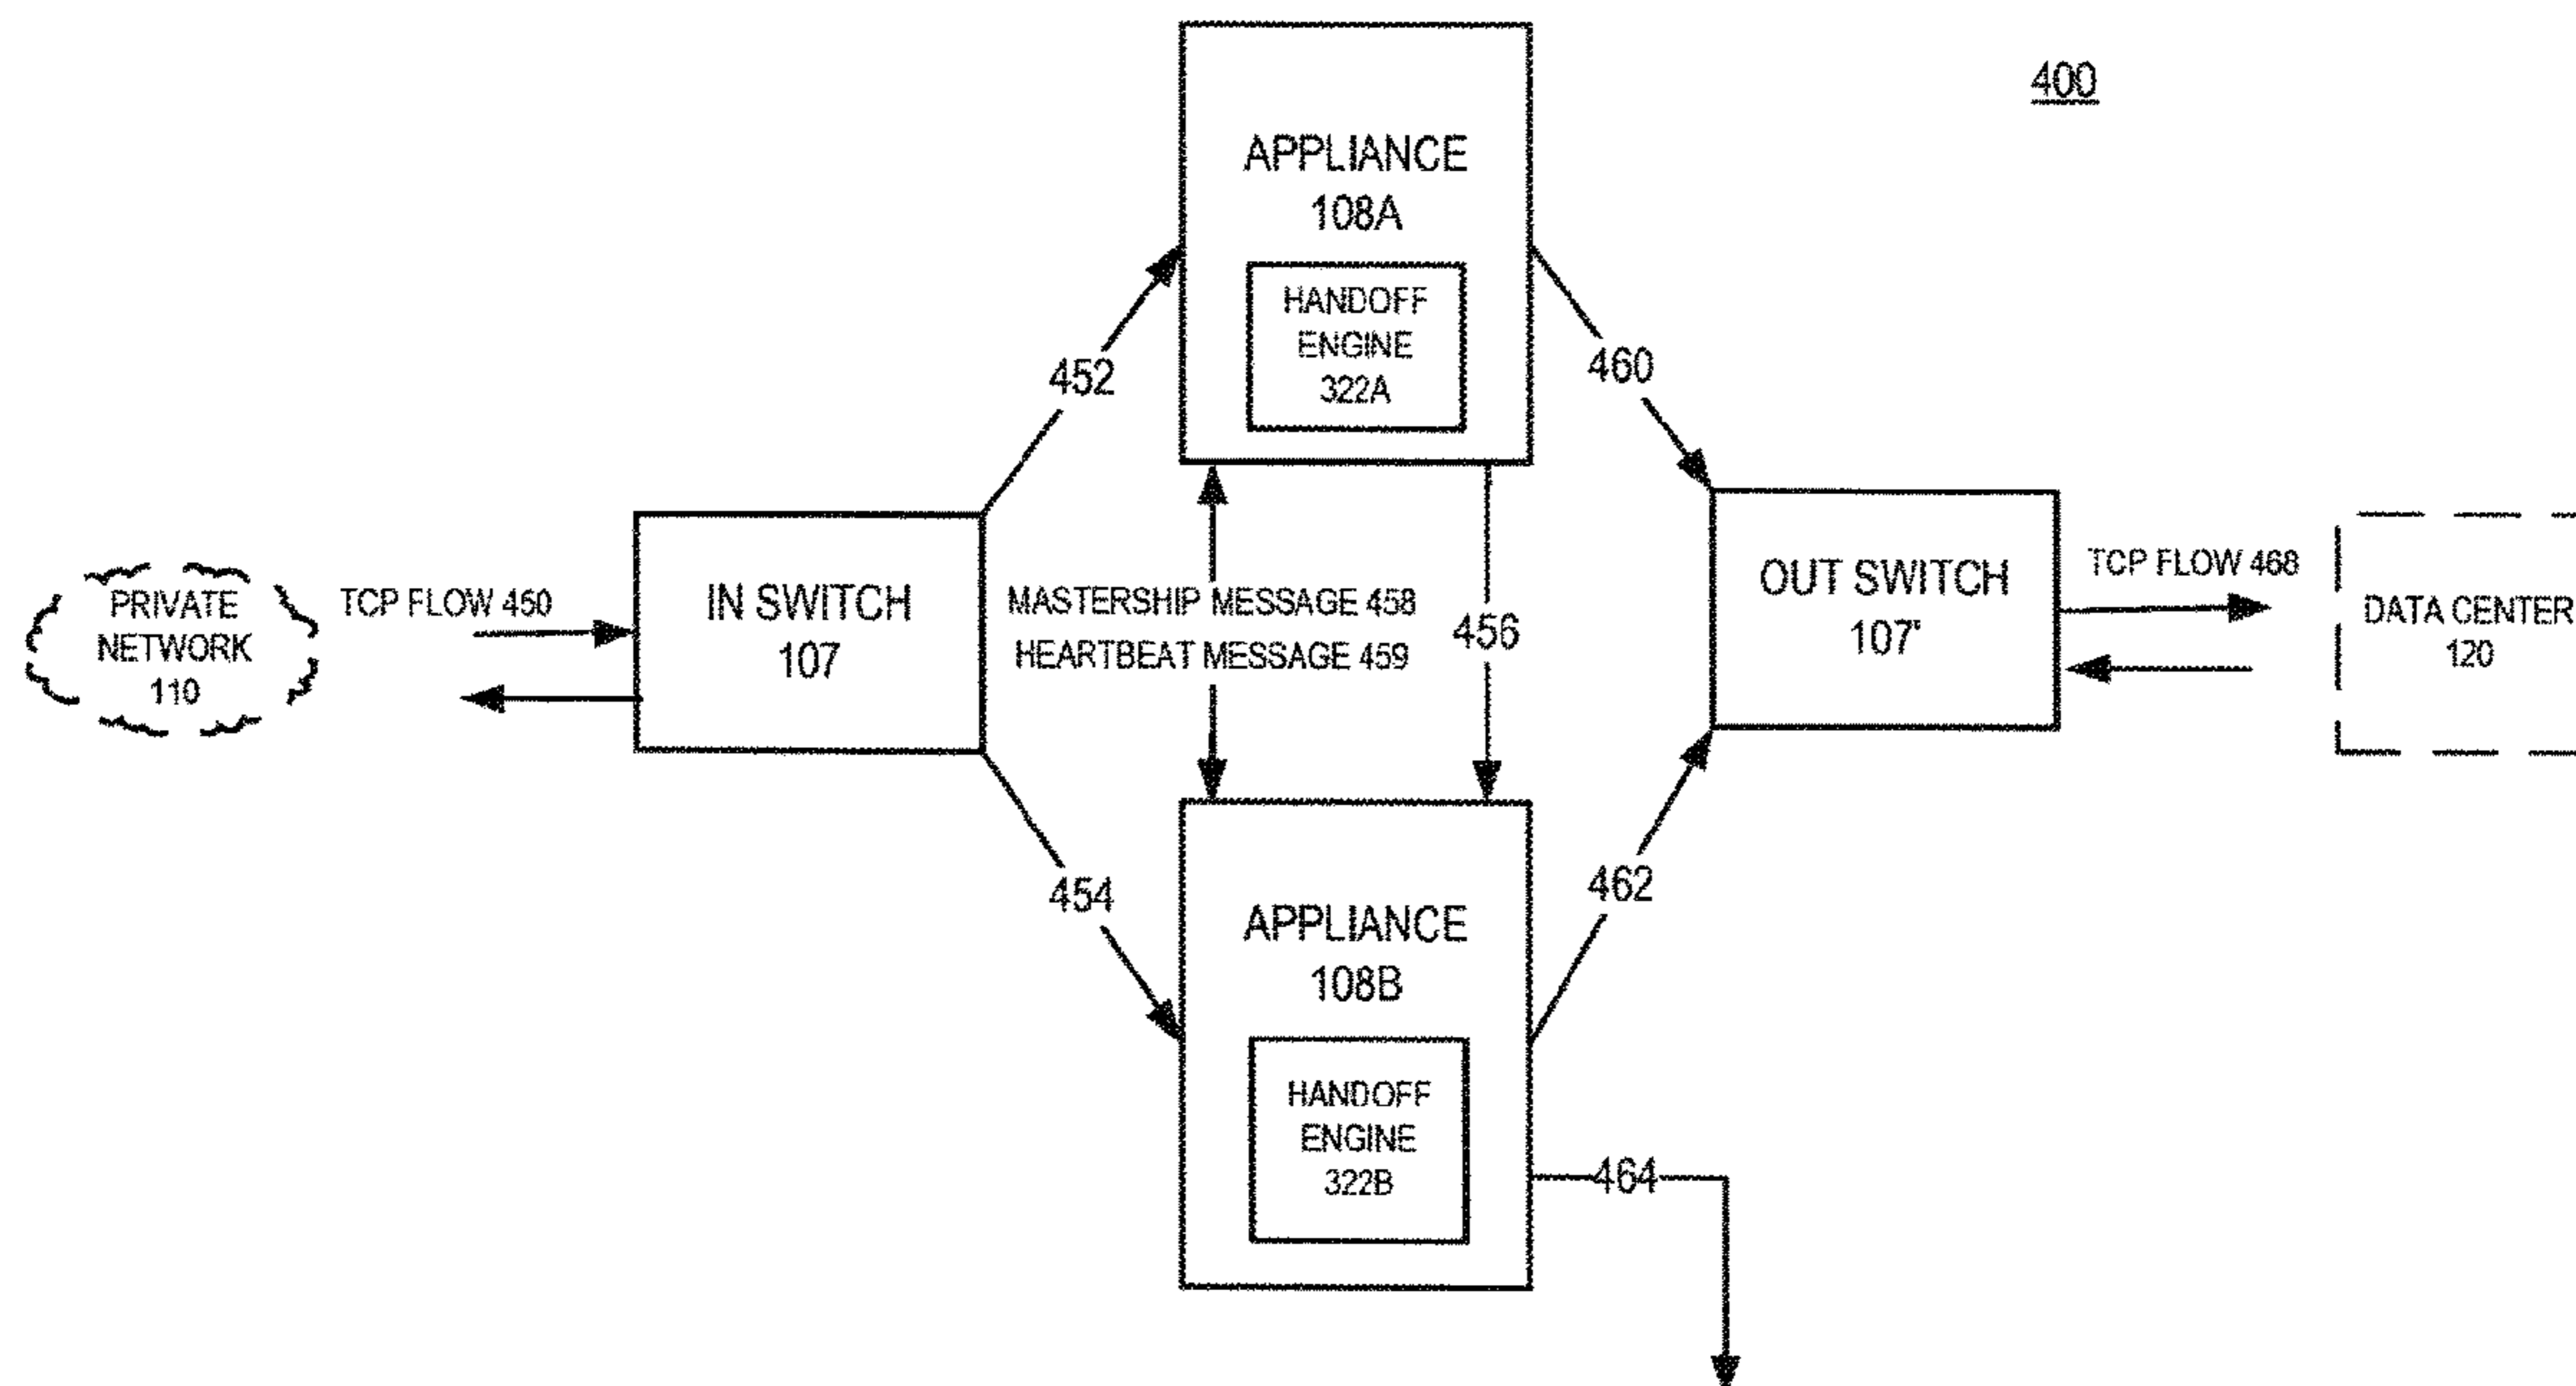 400
APPLIANCE
108A
HANDOFF
ENGINE
322A
452
460
PRIVATE
NETWORK
110
TCP FLOW 450
IN SWITCH
107
MASTERSHIP MESSAGE 458
HEARTBEAT MESSAGE 459
456
OUT SWITCH
107'
TCP FLOW 468
DATA CENTER
120
454
462
APPLIANCE
108B
HANDOFF
ENGINE
322B
464